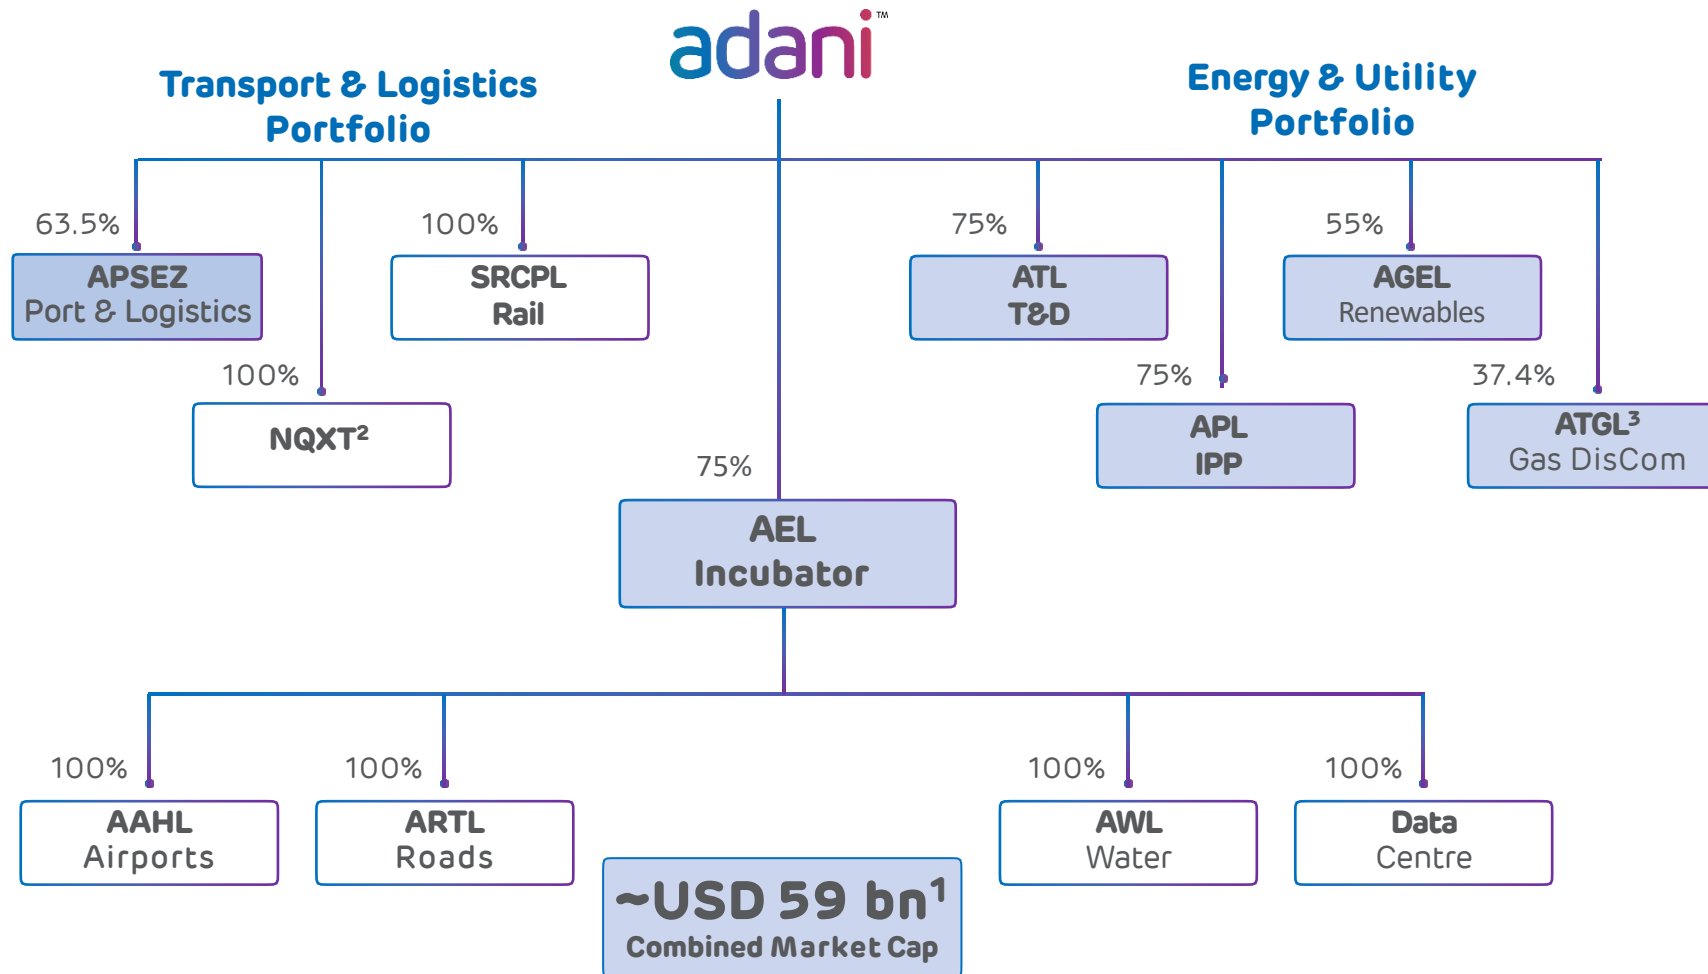 adani™
Transport & Logistics
Portfolio
Energy & Utility
Portfolio
63.5%
APSEZ
Port & Logistics
100%
SRCPL
Rail
75%
ATL
T&D
55%
AGEL
Renewables
100%
NQXT²
75%
APL
IPP
37.4%
ATGL³
Gas DisCom
75%
AEL
Incubator
100%
AAHL
Airports
100%
ARTL
Roads
100%
AWL
Water
100%
Data
Centre
~USD 59 bn¹
Combined Market Cap